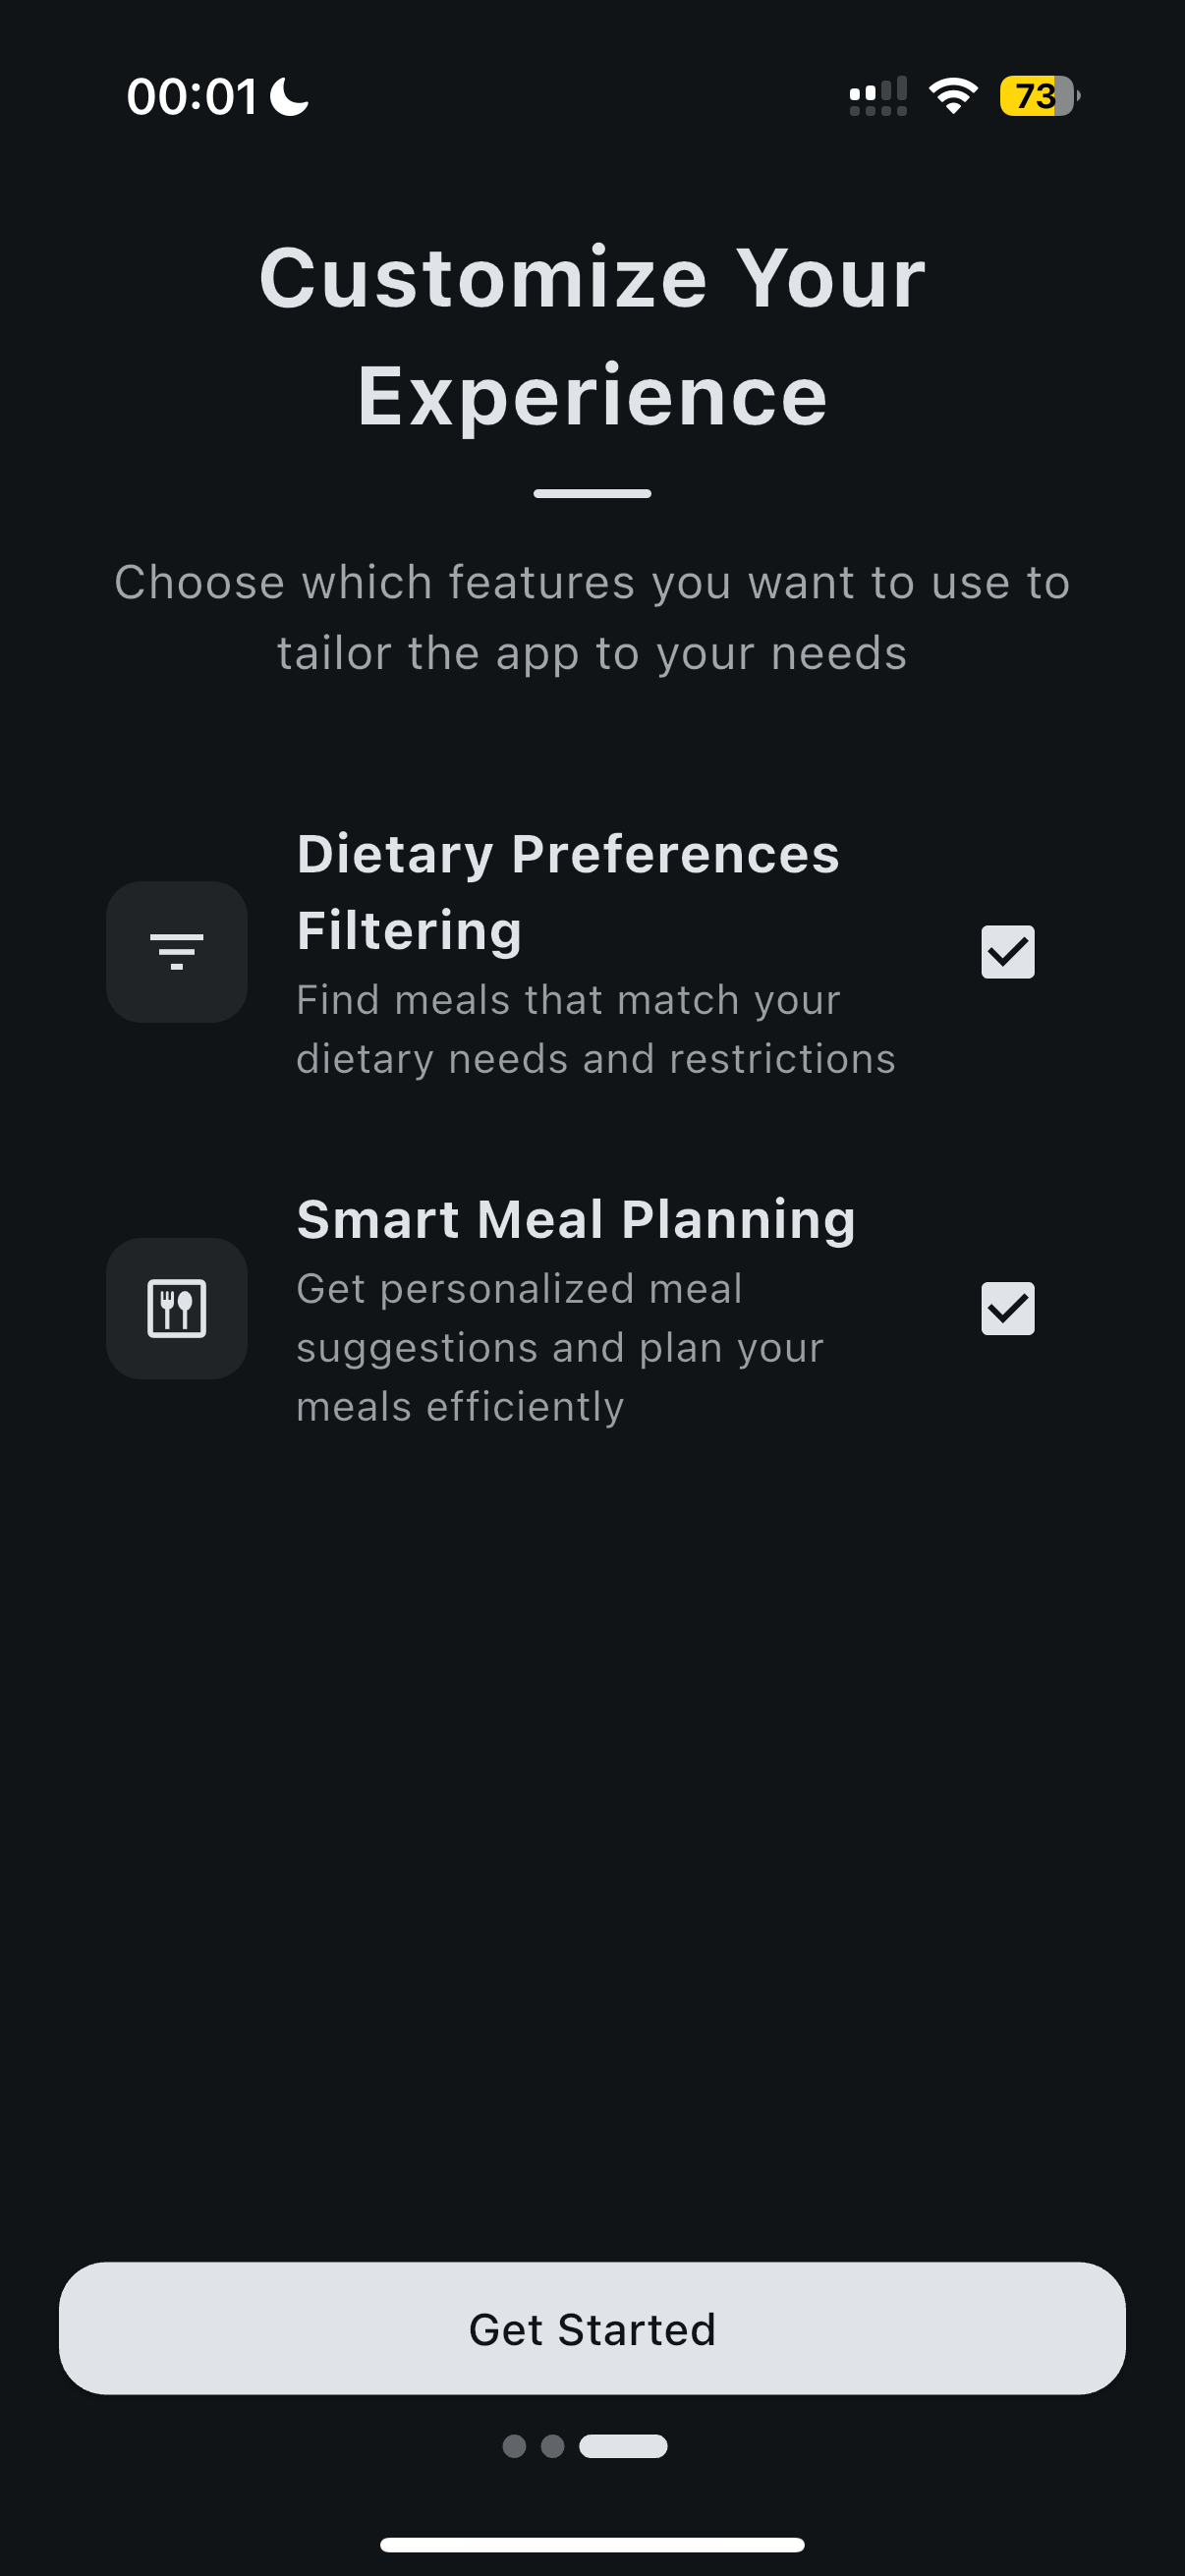 00:01
73
Customize Your
Experience
Choose which features you want to use to
tailor the app to your needs
Dietary Preferences
Filtering
Find meals that match your
dietary needs and restrictions
Smart Meal Planning
Get personalized meal
suggestions and plan your
meals efficiently
Get Started